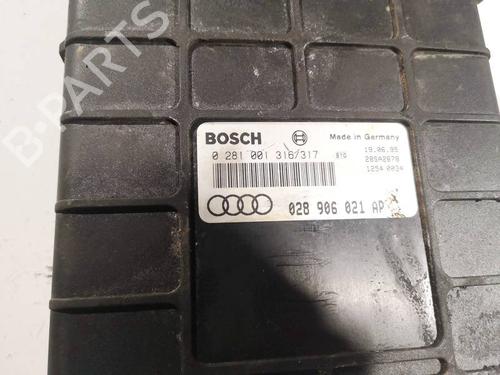 B-PARTS
BOSCH
Made in Germany
0 281 001 316/317
19.06.95
28SA2678
1254 0034
028 906 021 AP